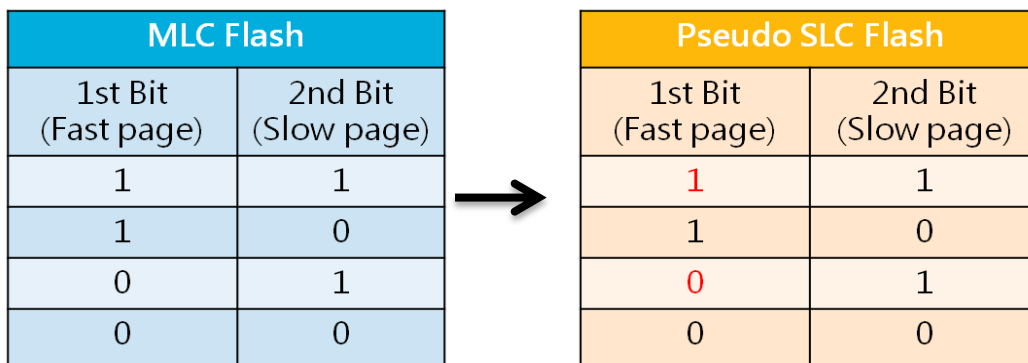 MLC Flash
1st Bit (Fast page) 2nd Bit (Slow page)
1 1
1 0
0 1
0 0
Pseudo SLC Flash
1st Bit (Fast page) 2nd Bit (Slow page)
1 1
1 0
0 1
0 0